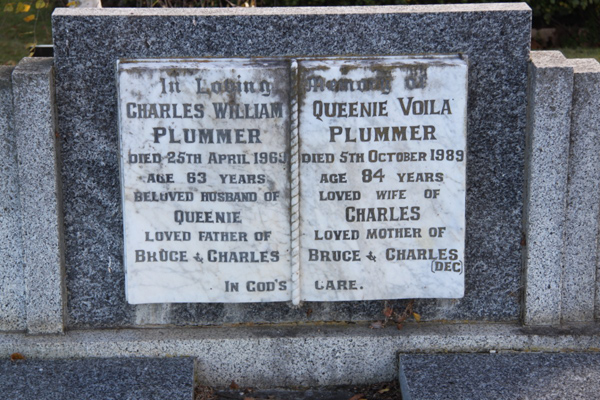 In Loving Memory of
CHARLES WILLIAM
PLUMMER
DIED 25TH APRIL 1969
AGE 63 YEARS
BELOVED HUSBAND OF
QUEENIE
LOVED FATHER OF
BRUCE & CHARLES
QUEENIE VOILA
PLUMMER
DIED 5TH OCTOBER 1989
AGE 84 YEARS
LOVED WIFE OF
CHARLES
LOVED MOTHER OF
BRUCE & CHARLES
(DEC)
IN GOD'S CARE.